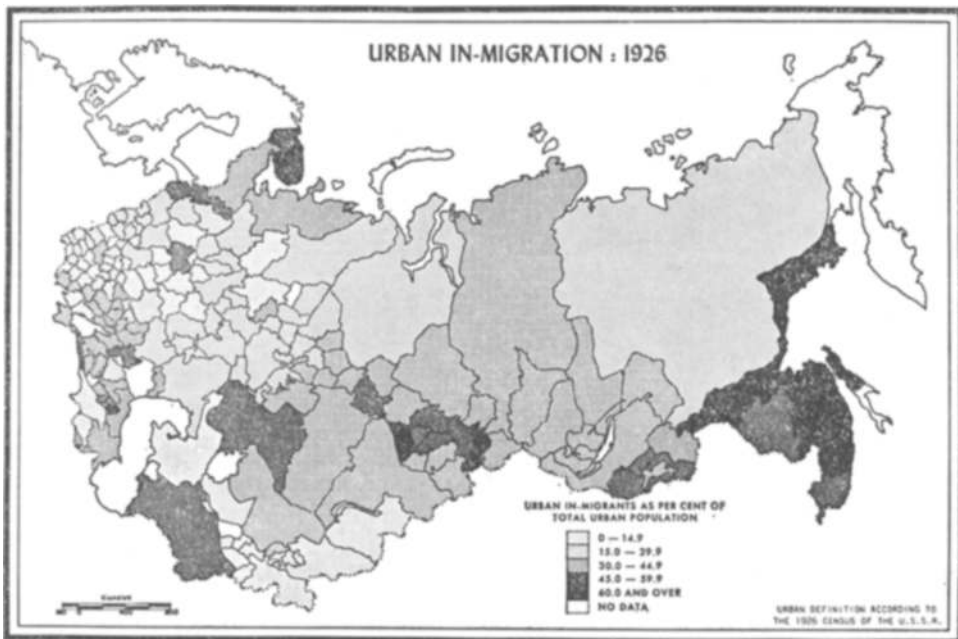 URBAN IN-MIGRATION : 1926
URBAN IN-MIGRANTS AS PER CENT OF
TOTAL URBAN POPULATION
0 — 14.9
15.0 — 29.9
30.0 — 44.9
45.0 — 59.9
60.0 AND OVER
NO DATA
URBAN DEFINITION ACCORDING TO
THE 1926 CENSUS OF THE U.S.S.R.